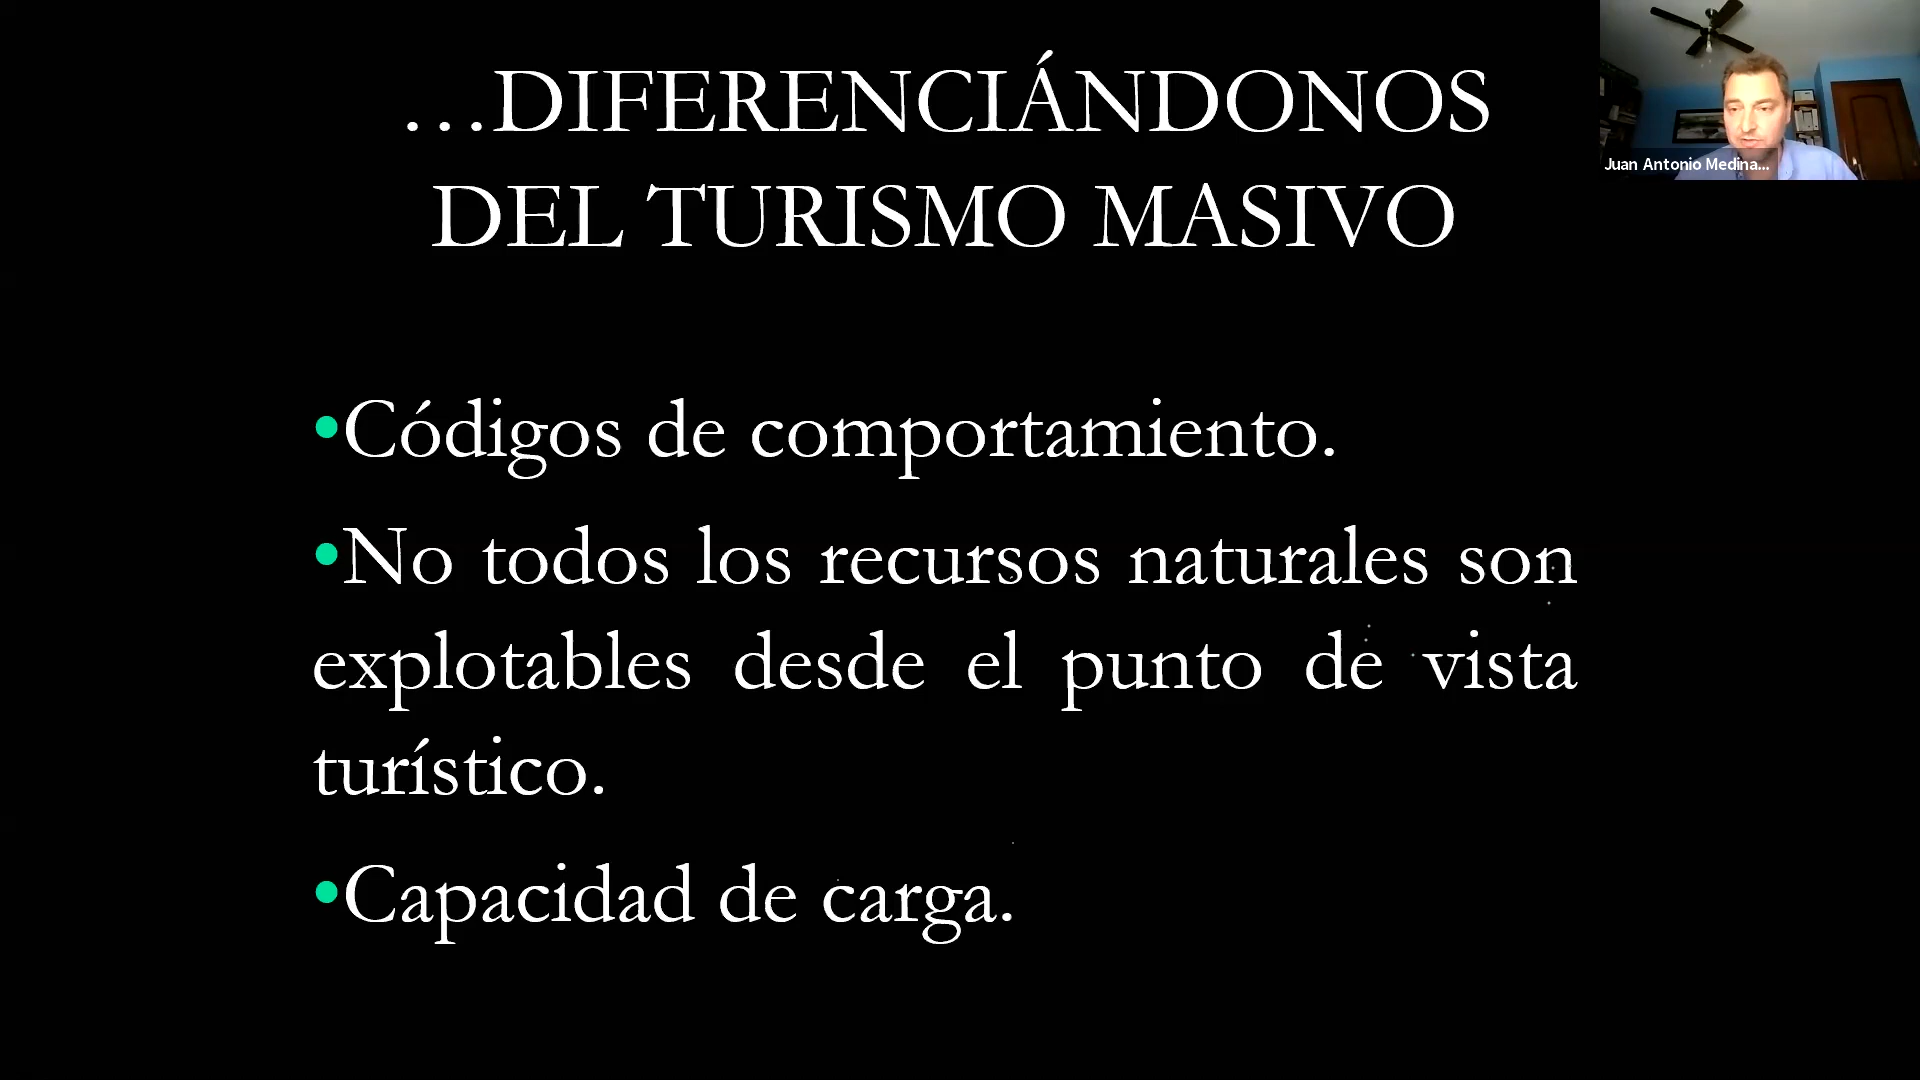 …DIFERENCIÁNDONOS
DEL TURISMO MASIVO
Juan Antonio Medina...
•Códigos de comportamiento.
•No todos los recursos naturales son
explotables desde el punto de vista
turístico.
•Capacidad de carga.